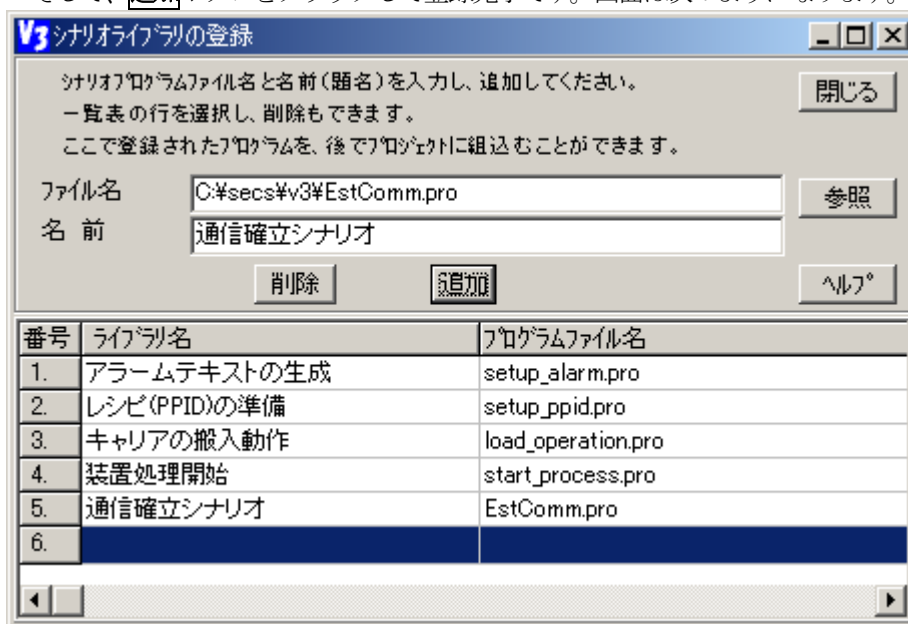 V3 シナリオライブラリの登録
シナリオプログラムファイル名と名前(題名)を入力し、追加してください。
一覧表の行を選択し、削除もできます。
ここで登録されたプログラムを、後でプロジェクトに組込むことができます。
閉じる
ファイル名 C:¥secs¥v3¥EstComm.pro 参照
名 前 通信確立シナリオ
削除 追加 ヘルプ
番号 ライブラリ名 プログラムファイル名
1. アラームテキストの生成 setup_alarm.pro
2. レシピ(PPID)の準備 setup_ppid.pro
3. キャリアの搬入動作 load_operation.pro
4. 装置処理開始 start_process.pro
5. 通信確立シナリオ EstComm.pro
6.